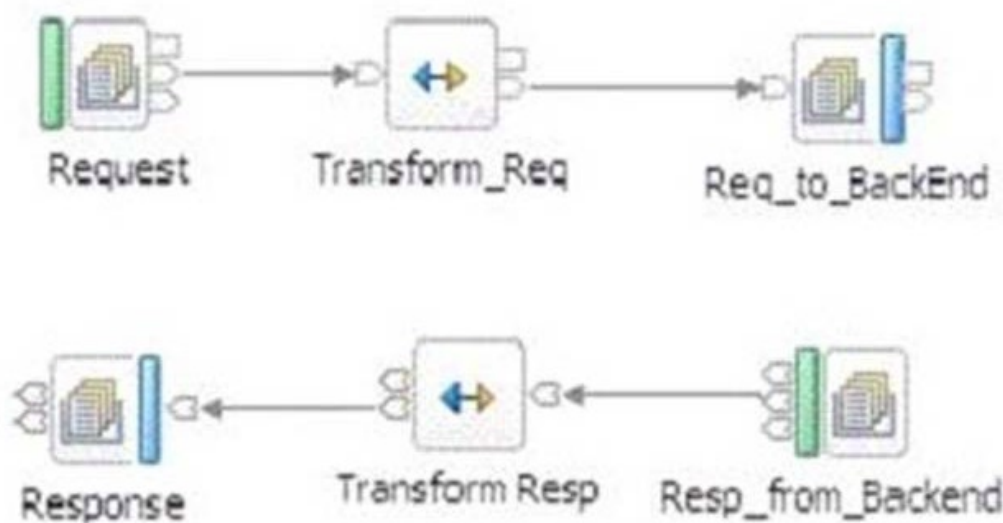 Request
Transform_Req
Req_to_BackEnd
Response
Transform Resp
Resp_from_Backend